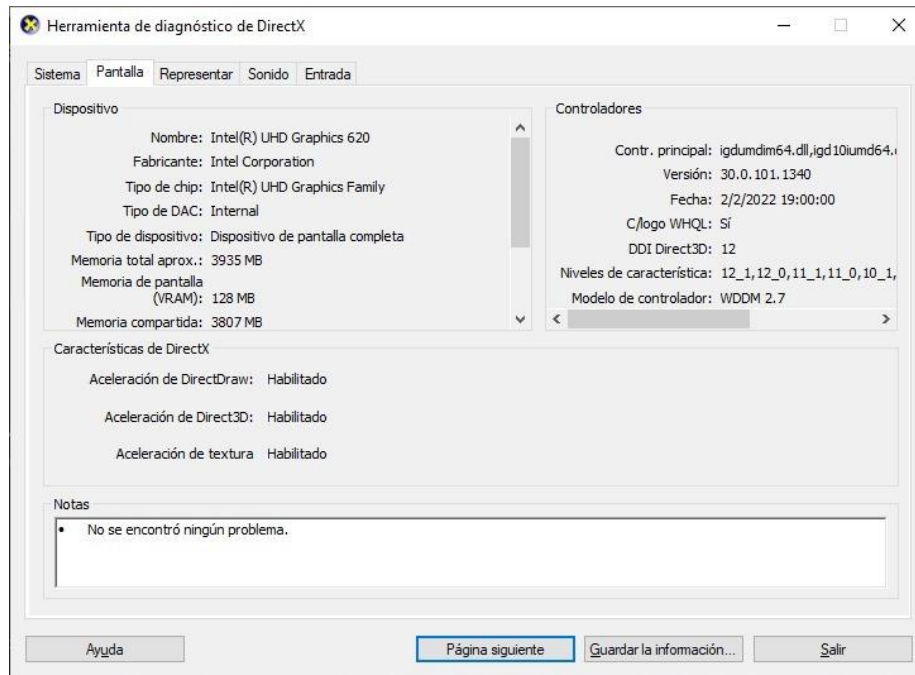 Herramienta de diagnóstico de DirectX
Sistema Pantalla Representar Sonido Entrada
Dispositivo
Nombre: Intel(R) UHD Graphics 620
Fabricante: Intel Corporation
Tipo de chip: Intel(R) UHD Graphics Family
Tipo de DAC: Internal
Tipo de dispositivo: Dispositivo de pantalla completa
Memoria total aprox.: 3935 MB
Memoria de pantalla
(VRAM): 128 MB
Memoria compartida: 3807 MB
Controladores
Contr. principal: igdumdim64.dll,igd10iumd64.
Versión: 30.0.101.1340
Fecha: 2/2/2022 19:00:00
C/logo WHQL: Sí
DDI Direct3D: 12
Niveles de característica: 12_1,12_0,11_1,11_0,10_1,
Modelo de controlador: WDDM 2.7
Características de DirectX
Aceleración de DirectDraw: Habilitado
Aceleración de Direct3D: Habilitado
Aceleración de textura Habilitado
Notas
• No se encontró ningún problema.
Ayuda Página siguiente Guardar la información... Salir